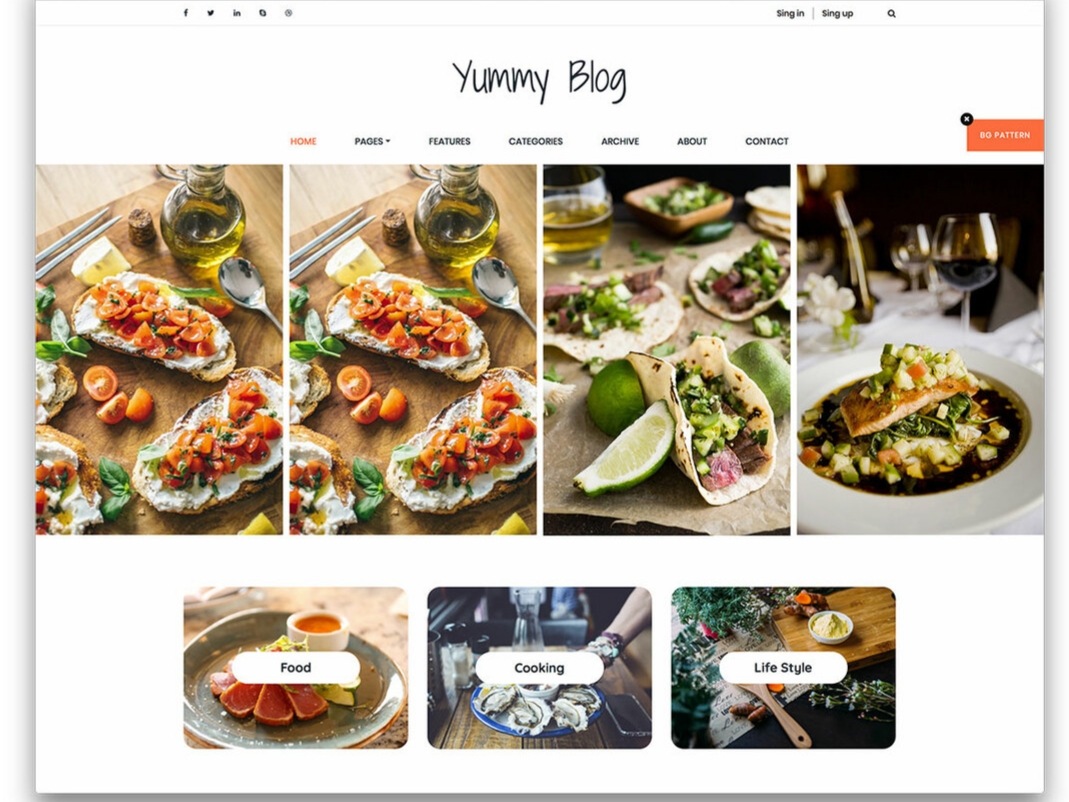 Sing in | Sing up
Yummy Blog
HOME PAGES FEATURES CATEGORIES ARCHIVE ABOUT CONTACT
BG PATTERN
Food Cooking Life Style